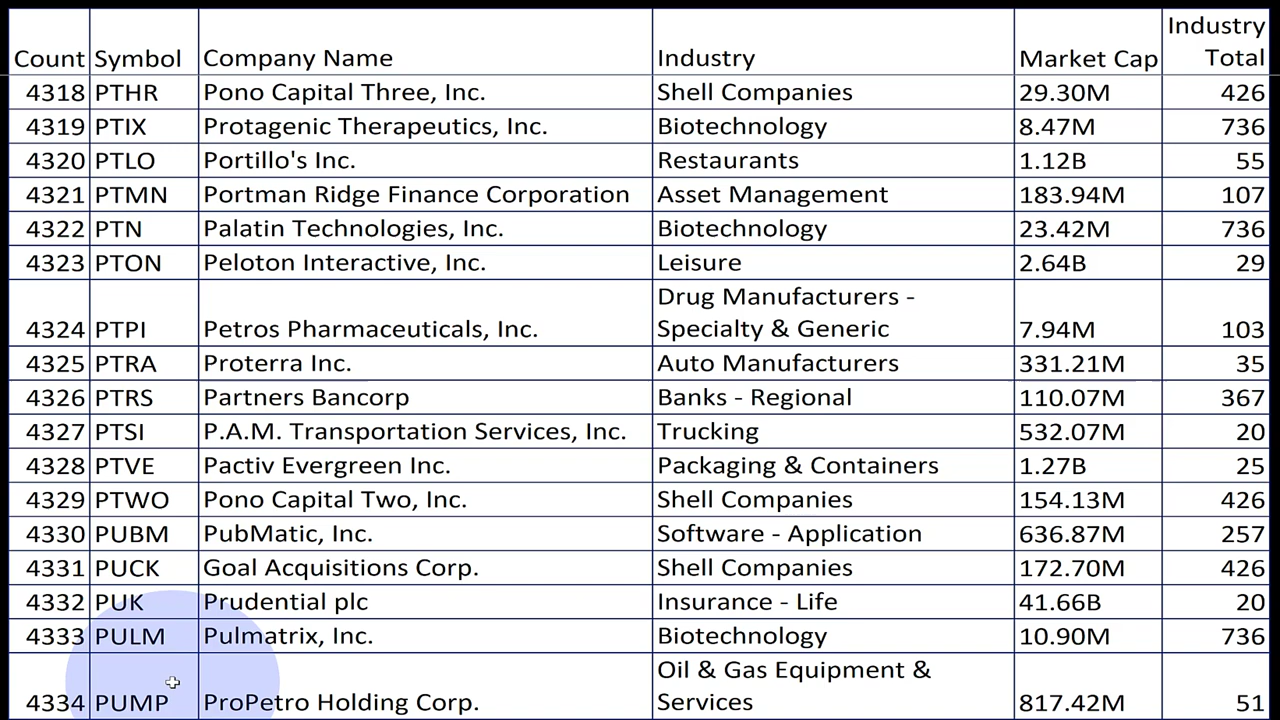 Count Symbol Company Name Industry Market Cap Industry Total
4318 PTHR Pono Capital Three, Inc. Shell Companies 29.30M 426
4319 PTIX Protagenic Therapeutics, Inc. Biotechnology 8.47M 736
4320 PTLO Portillo's Inc. Restaurants 1.12B 55
4321 PTMN Portman Ridge Finance Corporation Asset Management 183.94M 107
4322 PTN Palatin Technologies, Inc. Biotechnology 23.42M 736
4323 PTON Peloton Interactive, Inc. Leisure 2.64B 29
4324 PTPI Petros Pharmaceuticals, Inc. Drug Manufacturers - Specialty & Generic 7.94M 103
4325 PTRA Proterra Inc. Auto Manufacturers 331.21M 35
4326 PTRS Partners Bancorp Banks - Regional 110.07M 367
4327 PTSI P.A.M. Transportation Services, Inc. Trucking 532.07M 20
4328 PTVE Pactiv Evergreen Inc. Packaging & Containers 1.27B 25
4329 PTWO Pono Capital Two, Inc. Shell Companies 154.13M 426
4330 PUBM PubMatic, Inc. Software - Application 636.87M 257
4331 PUCK Goal Acquisitions Corp. Shell Companies 172.70M 426
4332 PUK Prudential plc Insurance - Life 41.66B 20
4333 PULM Pulmatrix, Inc. Biotechnology 10.90M 736
4334 PUMP ProPetro Holding Corp. Oil & Gas Equipment & Services 817.42M 51